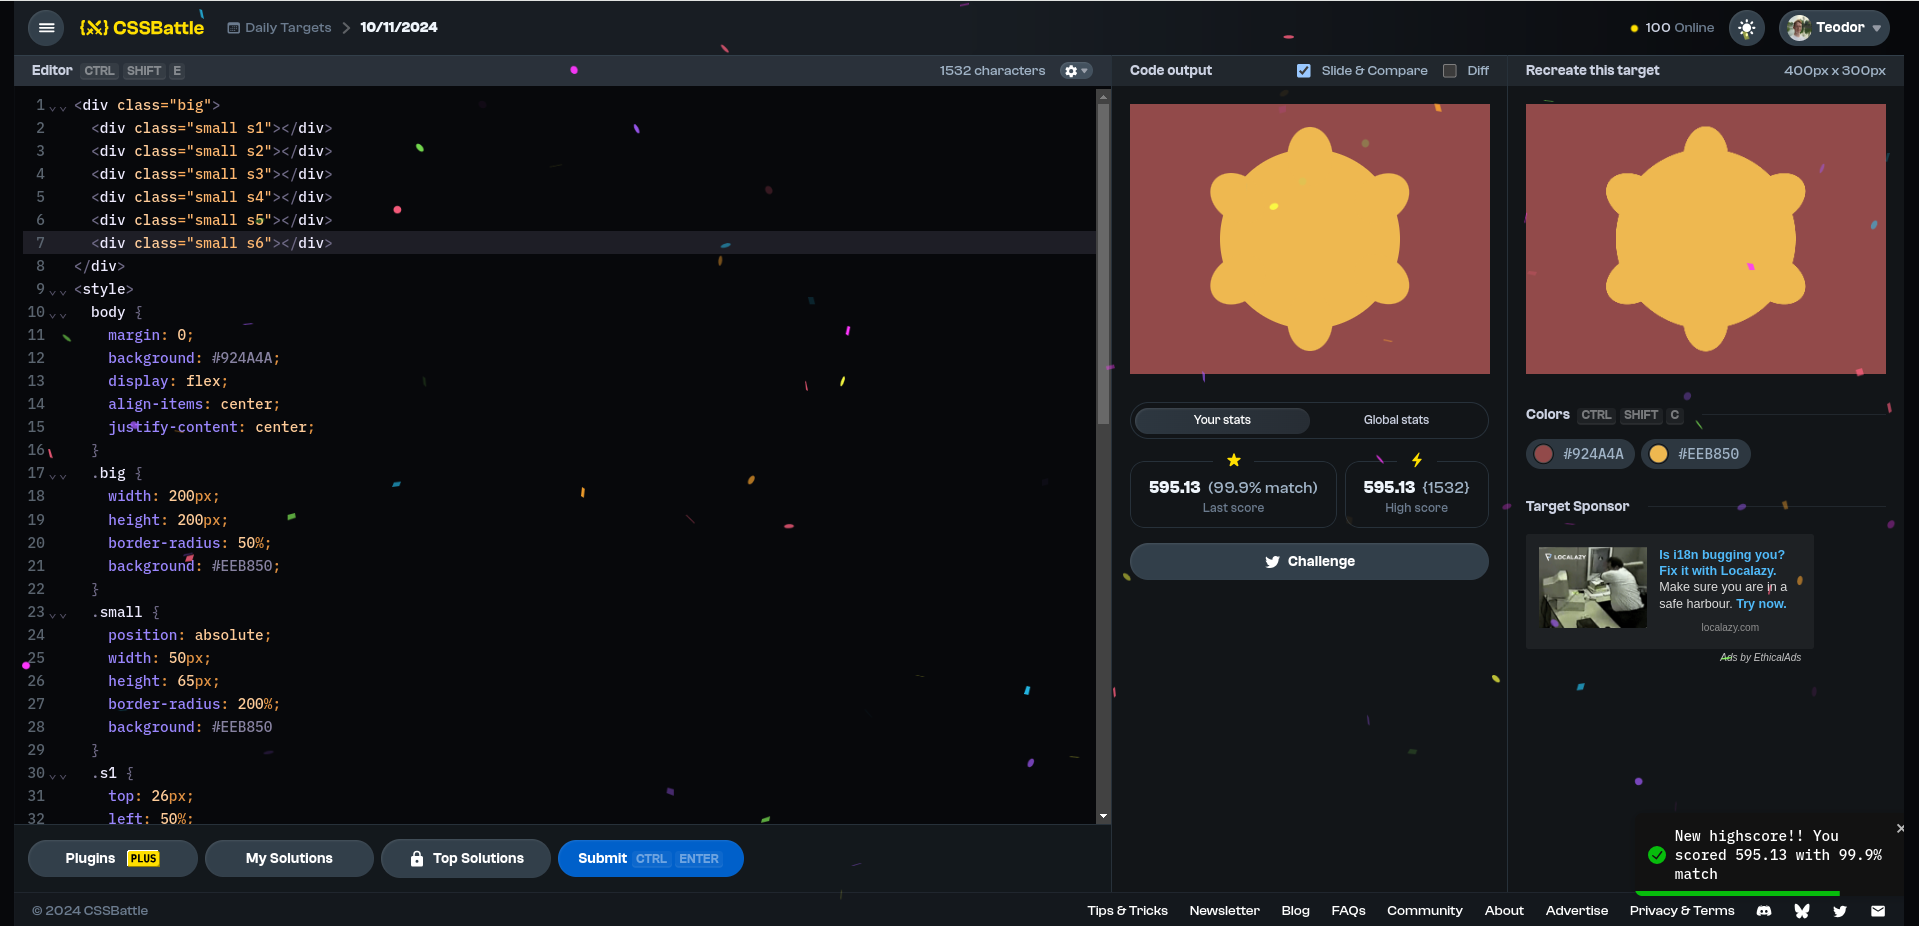 CSSBattle
Daily Targets
10/11/2024
100 Online
Teodor
Editor CTRL SHIFT E
1532 characters
1 <div class="big">
2 <div class="small s1"></div>
3 <div class="small s2"></div>
4 <div class="small s3"></div>
5 <div class="small s4"></div>
6 <div class="small s5"></div>
7 <div class="small s6"></div>
8 </div>
9 <style>
10 body {
11 margin: 0;
12 background: #924A4A;
13 display: flex;
14 align-items: center;
15 justify-content: center;
16 }
17 .big {
18 width: 200px;
19 height: 200px;
20 border-radius: 50%;
21 background: #EEB850;
22 }
23 .small {
24 position: absolute;
25 width: 50px;
26 height: 65px;
27 border-radius: 200%;
28 background: #EEB850
29 }
30 .s1 {
31 top: 26px;
32 left: 50%;
Plugins PLUS
My Solutions
Top Solutions
Submit CTRL ENTER
Code output
Slide & Compare
Diff
Your stats
Global stats
595.13 (99.9% match)
Last score
595.13 {1532}
High score
Challenge
Recreate this target
400px x 300px
Colors CTRL SHIFT C
#924A4A
#EEB850
Target Sponsor
LOCALAZY
Is i18n bugging you?
Fix it with Localazy.
Make sure you are in a
safe harbour. Try now.
localazy.com
Ads by EthicalAds
New highscore!! You
scored 595.13 with 99.9%
match
© 2024 CSSBattle
Tips & Tricks
Newsletter
Blog
FAQs
Community
About
Advertise
Privacy & Terms